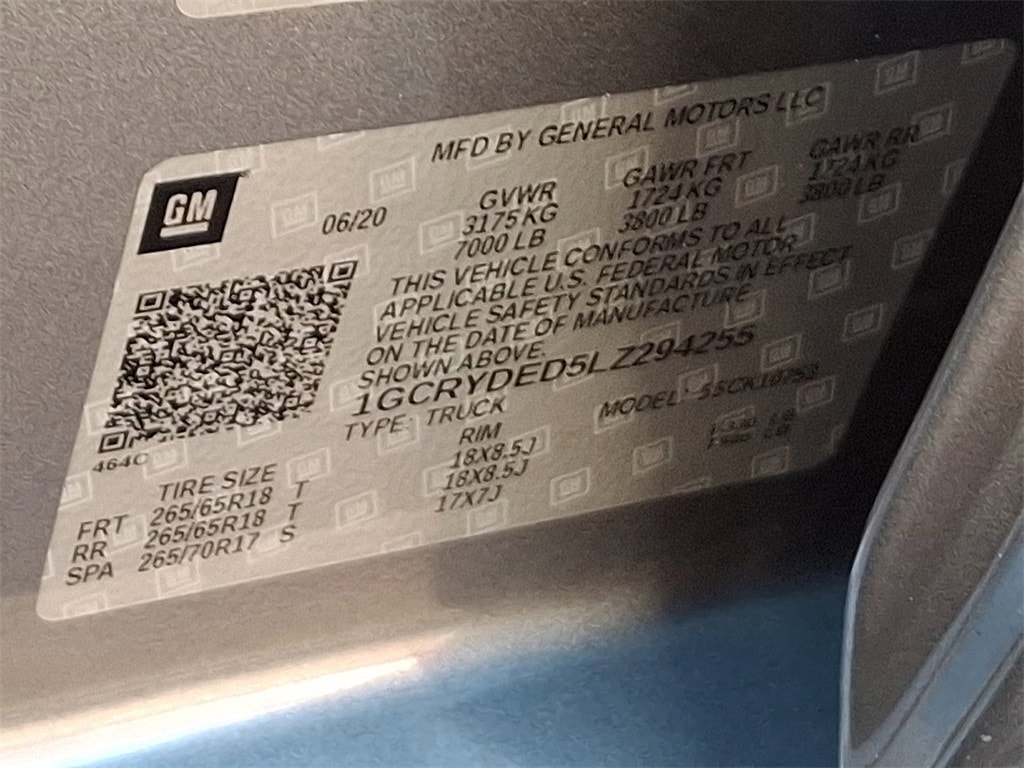 MFD BY GENERAL MOTORS LLC
GM
06/20
GVWR GAWR FRT GAWR RR
3175 KG 1724 KG 1724 KG
7000 LB 3800 LB 3800 LB
THIS VEHICLE CONFORMS TO ALL
APPLICABLE U.S. FEDERAL MOTOR
VEHICLE SAFETY STANDARDS IN EFFECT
ON THE DATE OF MANUFACTURE
SHOWN ABOVE.
1GCRYDED5LZ294255
TYPE: TRUCK MODEL:
464C
TIRE SIZE RIM
FRT 265/65R18 T 18X8.5J
RR 265/65R18 T 18X8.5J
SPA 265/70R17 S 17X7J